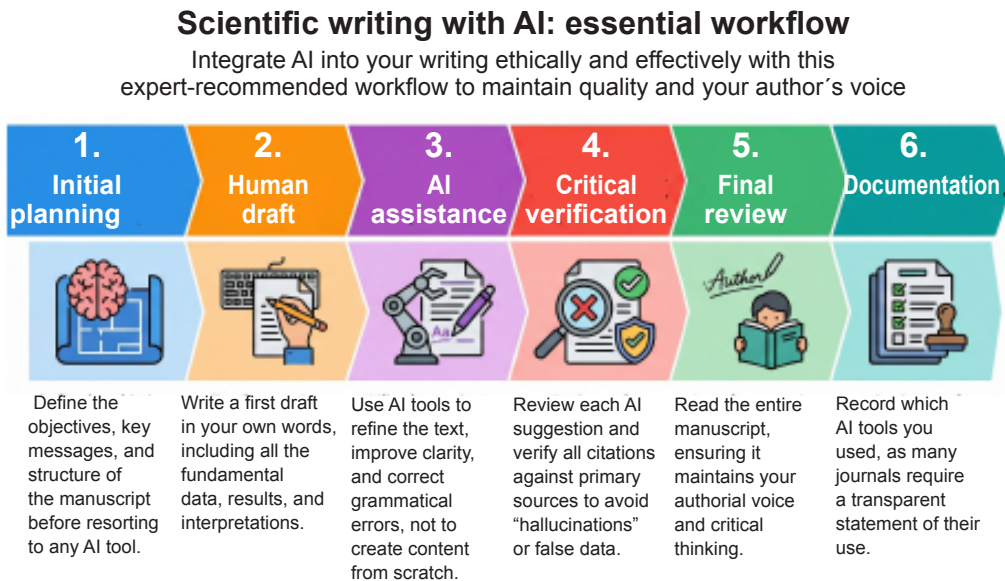 Scientific writing with AI: essential workflow
Integrate AI into your writing ethically and effectively with this
expert-recommended workflow to maintain quality and your author´s voice
1.
Initial
planning
2.
Human
draft
3.
AI
assistance
4.
Critical
verification
5.
Final
review
6.
Documentation
Aa
Author
Define the
objectives, key
messages, and
structure of
the manuscript
before resorting
to any AI tool.
Write a first draft
in your own words,
including all the
fundamental
data, results, and
interpretations.
Use AI tools to
refine the text,
improve clarity,
and correct
grammatical
errors, not to
create content
from scratch.
Review each AI
suggestion and
verify all citations
against primary
sources to avoid
“hallucinations”
or false data.
Read the entire
manuscript,
ensuring it
maintains your
authorial voice
and critical
thinking.
Record which
AI tools you
used, as many
journals require
a transparent
statement of their
use.